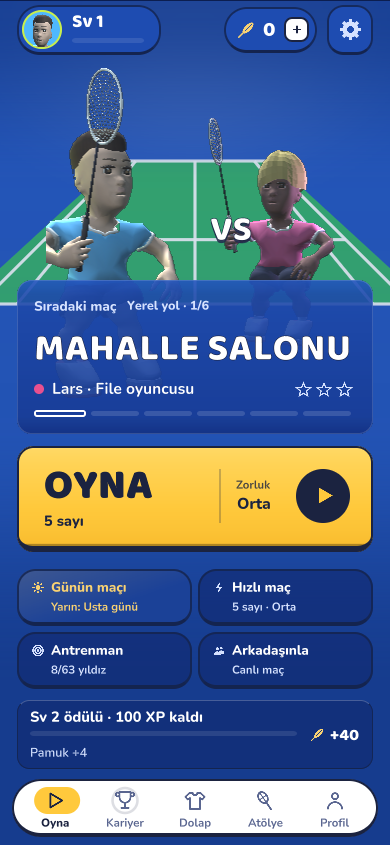 Sv 1
0 +
VS
Sıradaki maç Yerel yol · 1/6
MAHALLE SALONU
Lars · File oyuncusu
OYNA
5 sayı
Zorluk
Orta
Günün maçı
Yarın: Usta günü
Hızlı maç
5 sayı · Orta
Antrenman
8/63 yıldız
Arkadaşınla
Canlı maç
Sv 2 ödülü · 100 XP kaldı
+40
Pamuk +4
Oyna Kariyer Dolap Atölye Profil